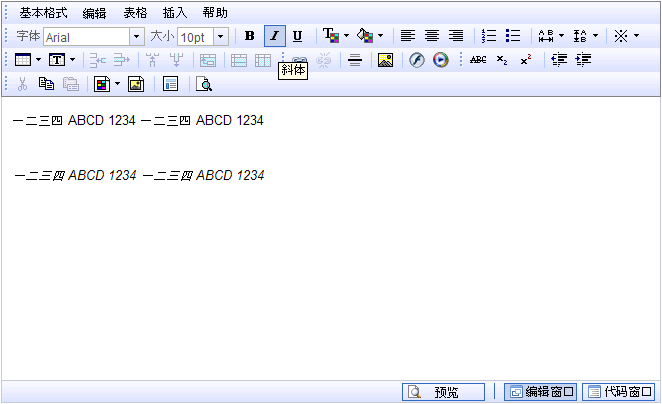 基本格式 编辑 表格 插入 帮助
字体 Arial 大小 10pt B I U T A B A B
T
斜体 ABC x₂ x²
一二三四 ABCD 1234 一二三四 ABCD 1234
一二三四 ABCD 1234 一二三四 ABCD 1234
预览 编辑窗口 代码窗口